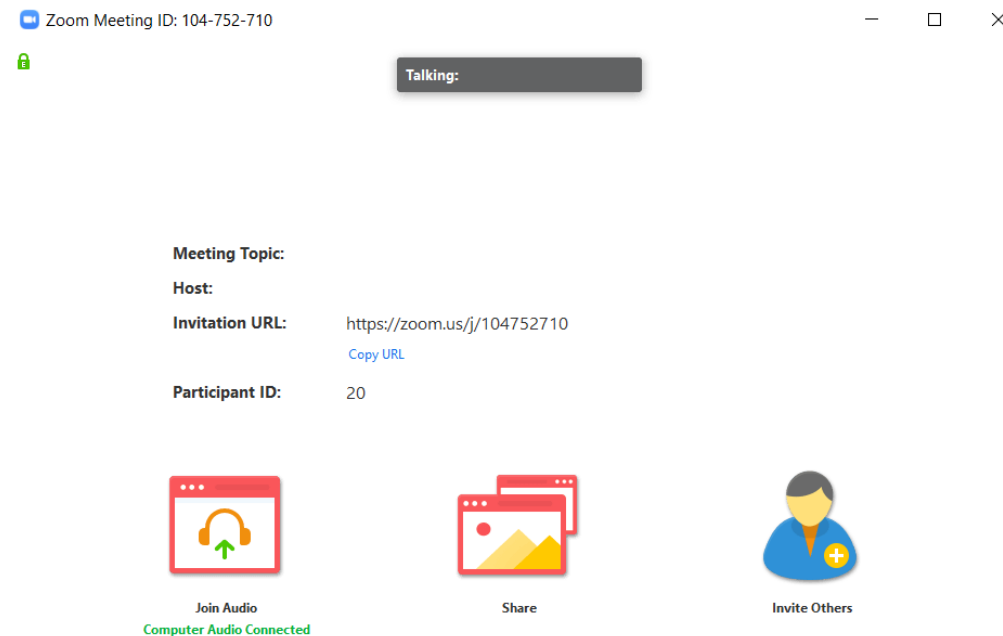 Zoom Meeting ID: 104-752-710
Talking:
Meeting Topic:
Host:
Invitation URL: https://zoom.us/j/104752710
Copy URL
Participant ID: 20
Join Audio Share Invite Others
Computer Audio Connected